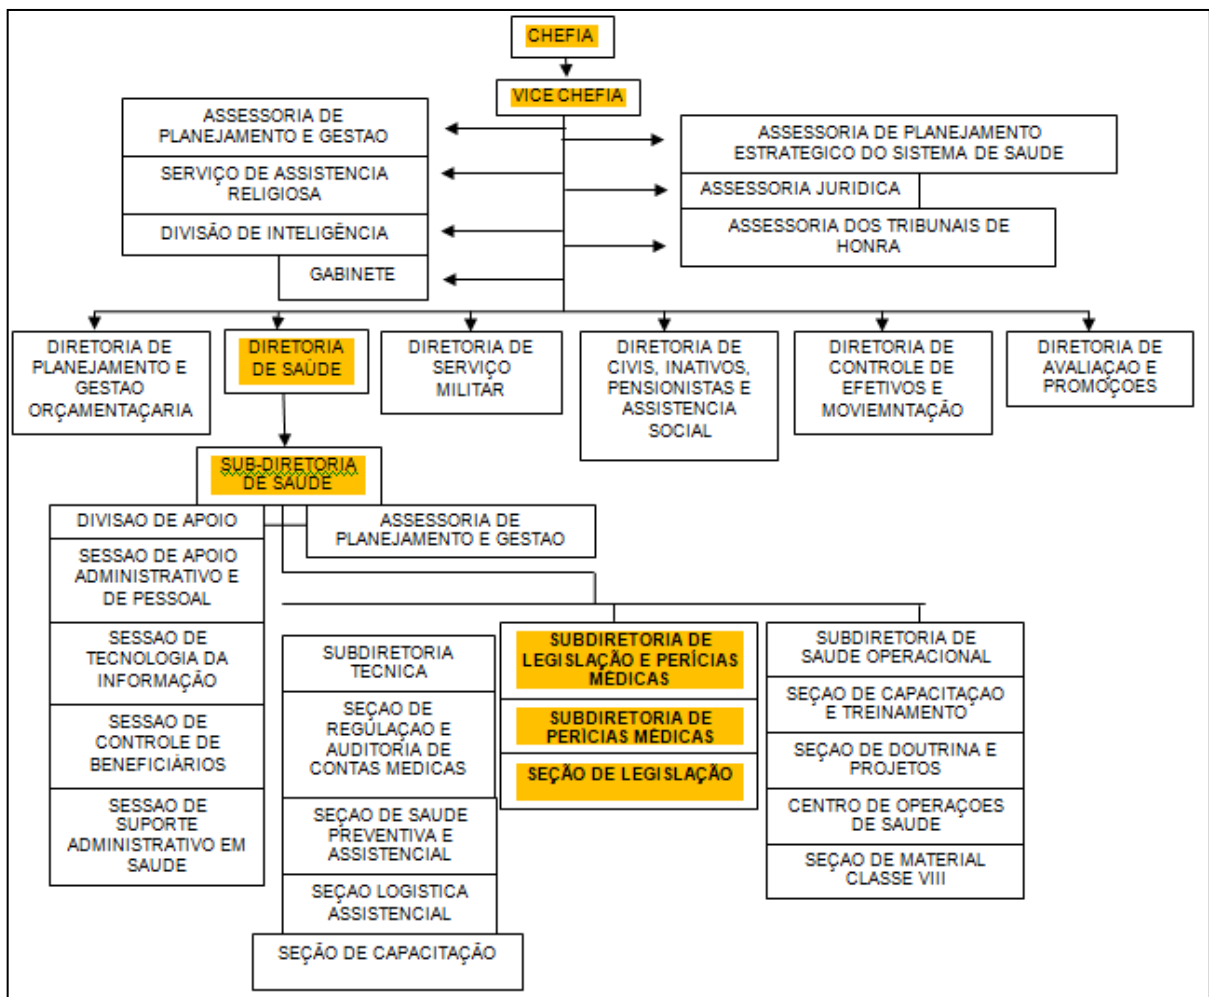 CHEFIA
VICE CHEFIA
ASSESSORIA DE
PLANEJAMENTO E GESTAO
SERVIÇO DE ASSISTENCIA
RELIGIOSA
DIVISÃO DE INTELIGÊNCIA
GABINETE
ASSESSORIA DE PLANEJAMENTO
ESTRATEGICO DO SISTEMA DE SAUDE
ASSESSORIA JURIDICA
ASSESSORIA DOS TRIBUNAIS DE
HONRA
DIRETORIA DE
PLANEJAMENTO E
GESTAO
ORÇAMENTAÇARIA
DIRETORIA
DE SAÚDE
DIRETORIA DE
SERVIÇO
MILITAR
DIRETORIA DE
CIVIS, INATIVOS,
PENSIONISTAS E
ASSISTENCIA
SOCIAL
DIRETORIA DE
CONTROLE DE
EFETIVOS E
MOVIEMNTAÇÃO
DIRETORIA DE
AVALIAÇAO E
PROMOÇOES
SUB-DIRETORIA
DE SAÚDE
DIVISAO DE APOIO
ASSESSORIA DE
PLANEJAMENTO E GESTAO
SESSAO DE APOIO
ADMINISTRATIVO E
DE PESSOAL
SESSAO DE
TECNOLOGIA DA
INFORMAÇÃO
SESSAO DE
CONTROLE DE
BENEFICIÁRIOS
SESSAO DE
SUPORTE
ADMINISTRATIVO EM
SAUDE
SUBDIRETORIA
TECNICA
SEÇAO DE
REGULAÇAO E
AUDITORIA DE
CONTAS MEDICAS
SEÇAO DE SAUDE
PREVENTIVA E
ASSISTENCIAL
SEÇAO LOGISTICA
ASSISTENCIAL
SEÇÃO DE CAPACITAÇÃO
SUBDIRETORIA DE
LEGISLAÇÃO E PERÍCIAS
MÉDICAS
SUBDIRETORIA DE
PERÍCIAS MÉDICAS
SEÇÃO DE LEGISLAÇÃO
SUBDIRETORIA DE
SAUDE OPERACIONAL
SEÇAO DE CAPACITAÇAO
E TREINAMENTO
SEÇAO DE DOUTRINA E
PROJETOS
CENTRO DE OPERAÇOES
DE SAUDE
SEÇAO DE MATERIAL
CLASSE VIII